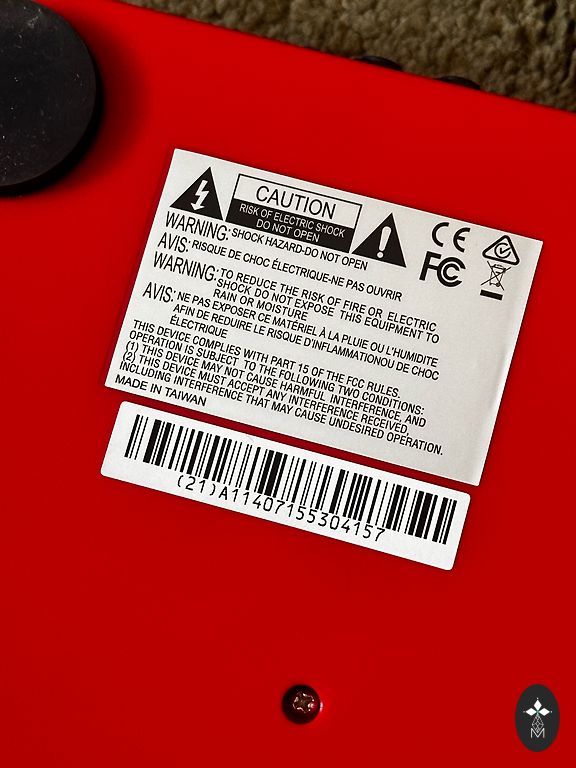 CAUTION
RISK OF ELECTRIC SHOCK
DO NOT OPEN
WARNING: SHOCK HAZARD-DO NOT OPEN
AVIS: RISQUE DE CHOC ÉLECTRIQUE-NE PAS OUVRIR
WARNING: TO REDUCE THE RISK OF FIRE OR ELECTRIC
SHOCK DO NOT EXPOSE THIS EQUIPMENT TO
RAIN OR MOISTURE
AVIS: NE PAS EXPOSER CE MATÉRIEL À LA PLUIE OU L'HUMIDITE
AFIN DE REDUIRE LE RISQUE D'INFLAMMATIONOU DE CHOC
ÉLECTRIQUE
THIS DEVICE COMPLIES WITH PART 15 OF THE FCC RULES.
OPERATION IS SUBJECT TO THE FOLLOWING TWO CONDITIONS:
(1) THIS DEVICE MAY NOT CAUSE HARMFUL INTERFERENCE, AND
(2) THIS DEVICE MUST ACCEPT ANY INTERFERENCE RECEIVED,
INCLUDING INTERFERENCE THAT MAY CAUSE UNDESIRED OPERATION.
MADE IN TAIWAN
CE
FC
(21)A11407155304157
M